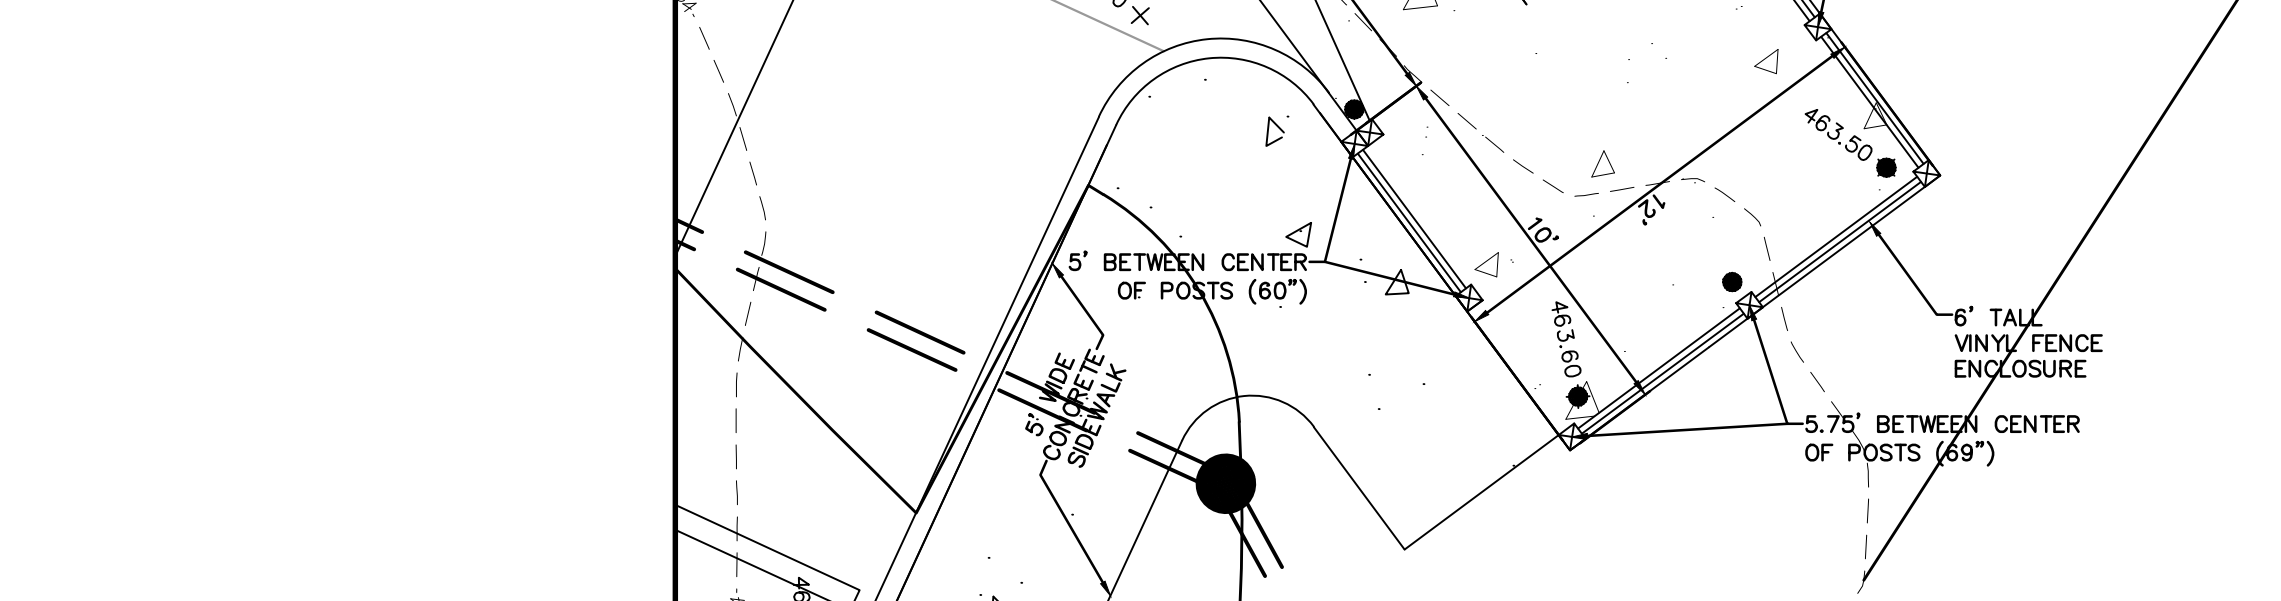 463.50
12'
10'
5' BETWEEN CENTER
OF POSTS (60")
463.60
6' TALL
VINYL FENCE
ENCLOSURE
5' WIDE
CONCRETE
SIDEWALK
5.75' BETWEEN CENTER
OF POSTS (69")
46